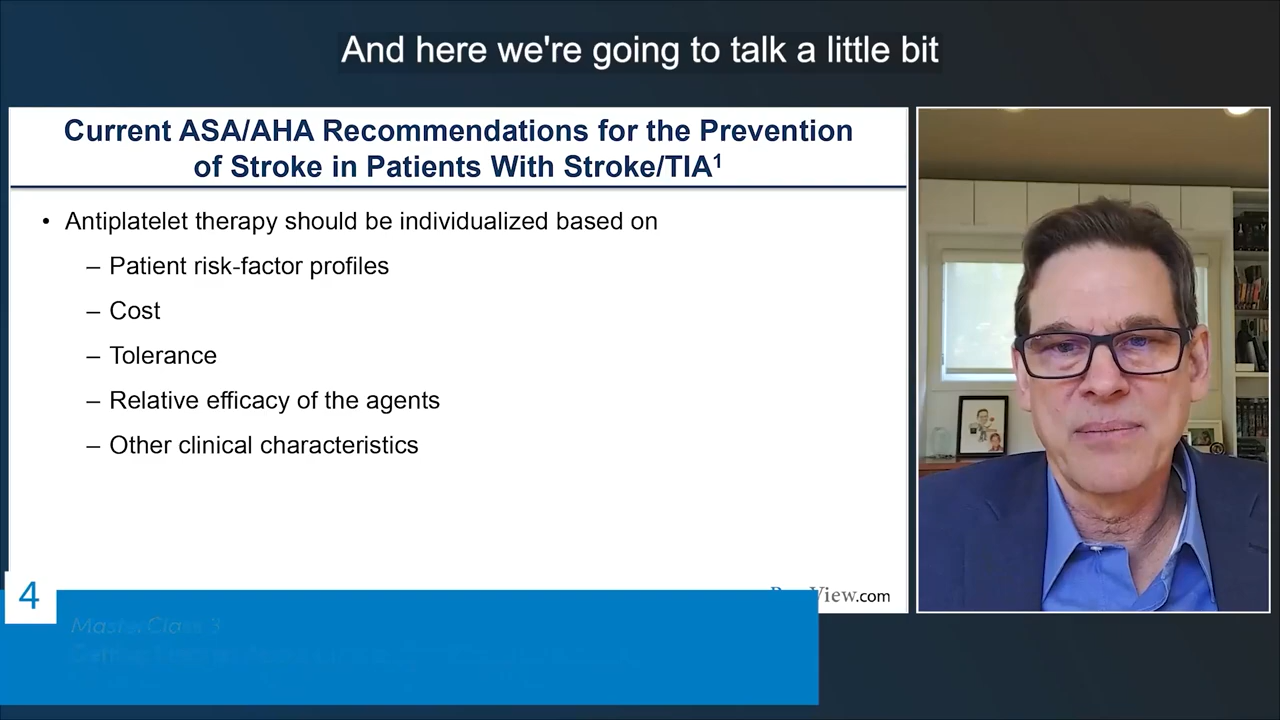 And here we're going to talk a little bit
Current ASA/AHA Recommendations for the Prevention
of Stroke in Patients With Stroke/TIA¹
• Antiplatelet therapy should be individualized based on
– Patient risk-factor profiles
– Cost
– Tolerance
– Relative efficacy of the agents
– Other clinical characteristics
View.com
4
MasterClass 3